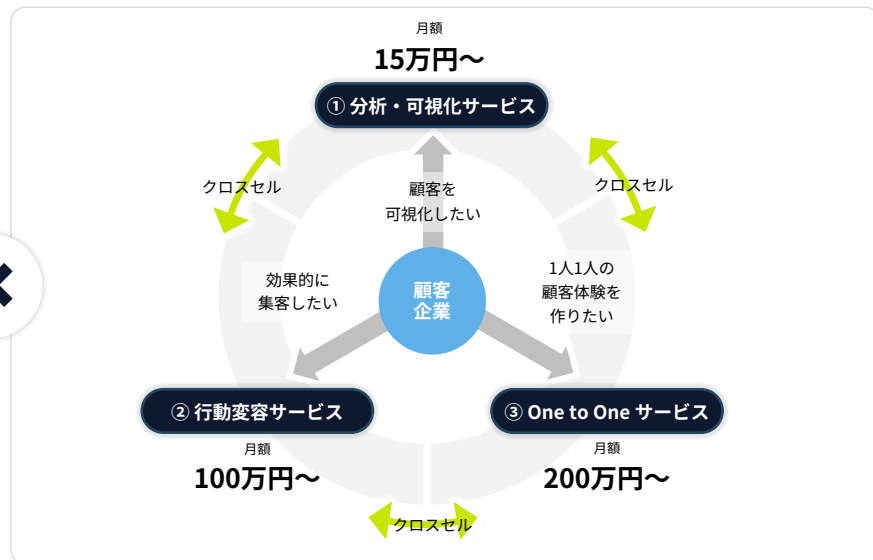 月額
15万円〜
① 分析・可視化サービス
クロスセル
クロスセル
顧客を
可視化したい
効果的に
集客したい
顧客
企業
1人1人の
顧客体験を
作りたい
② 行動変容サービス
月額
100万円〜
③ One to One サービス
月額
200万円〜
クロスセル